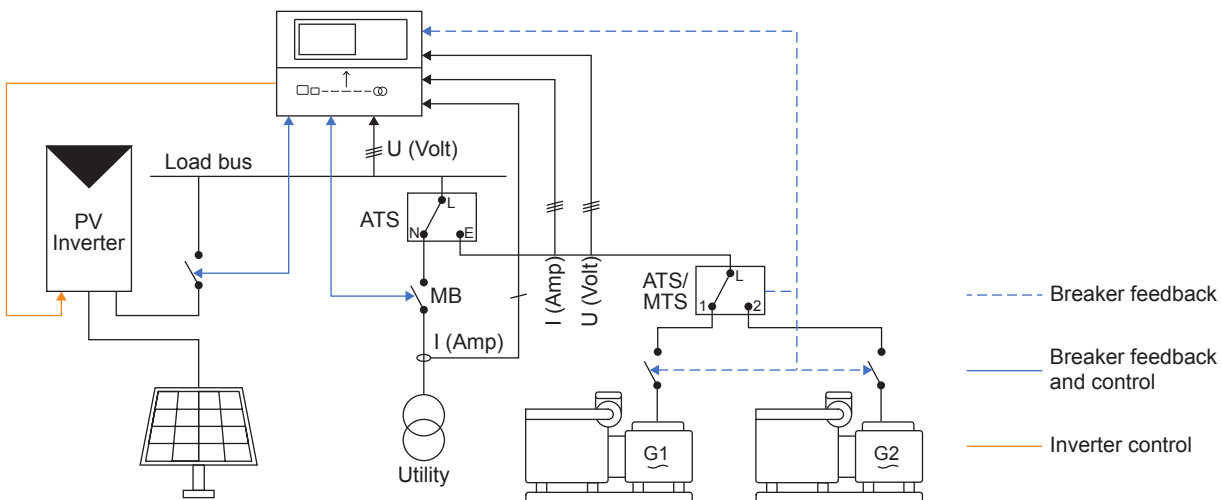 U (Volt)
Load bus
PV
Inverter
ATS
L
N
E
MB
I (Amp)
I (Amp)
U (Volt)
ATS/
MTS
L
1
2
Utility
G1
G2
Breaker feedback
Breaker feedback
and control
Inverter control